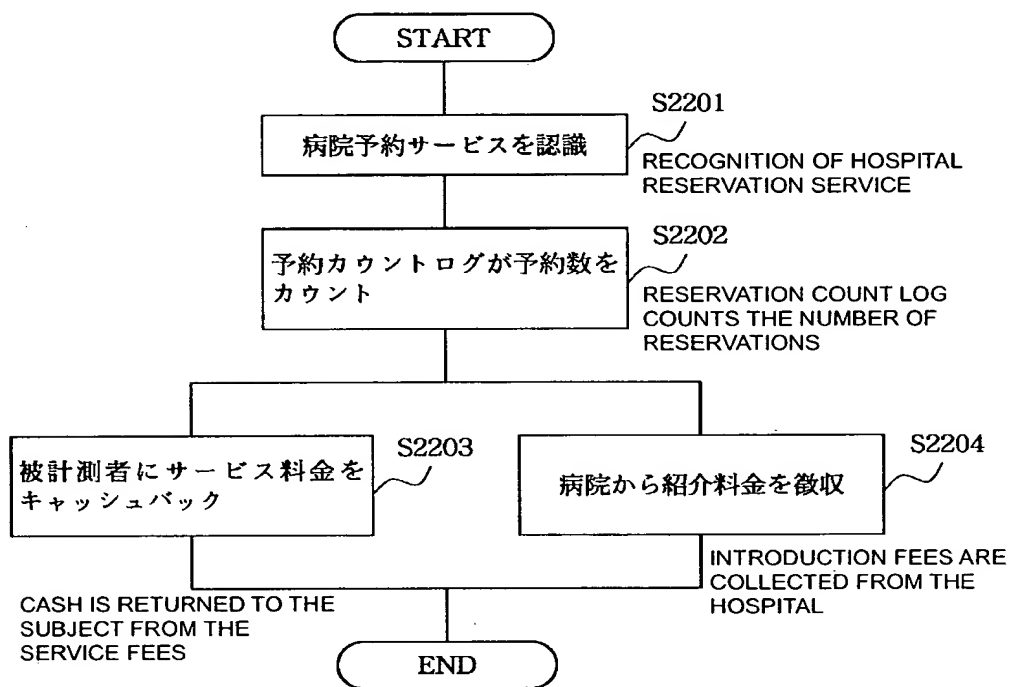 START
S2201
病院予約サービスを認識
RECOGNITION OF HOSPITAL
RESERVATION SERVICE
S2202
予約カウントログが予約数を
カウント
RESERVATION COUNT LOG
COUNTS THE NUMBER OF
RESERVATIONS
S2203
被計測者にサービス料金を
キャッシュバック
CASH IS RETURNED TO THE
SUBJECT FROM THE
SERVICE FEES
S2204
病院から紹介料金を徴収
INTRODUCTION FEES ARE
COLLECTED FROM THE
HOSPITAL
END